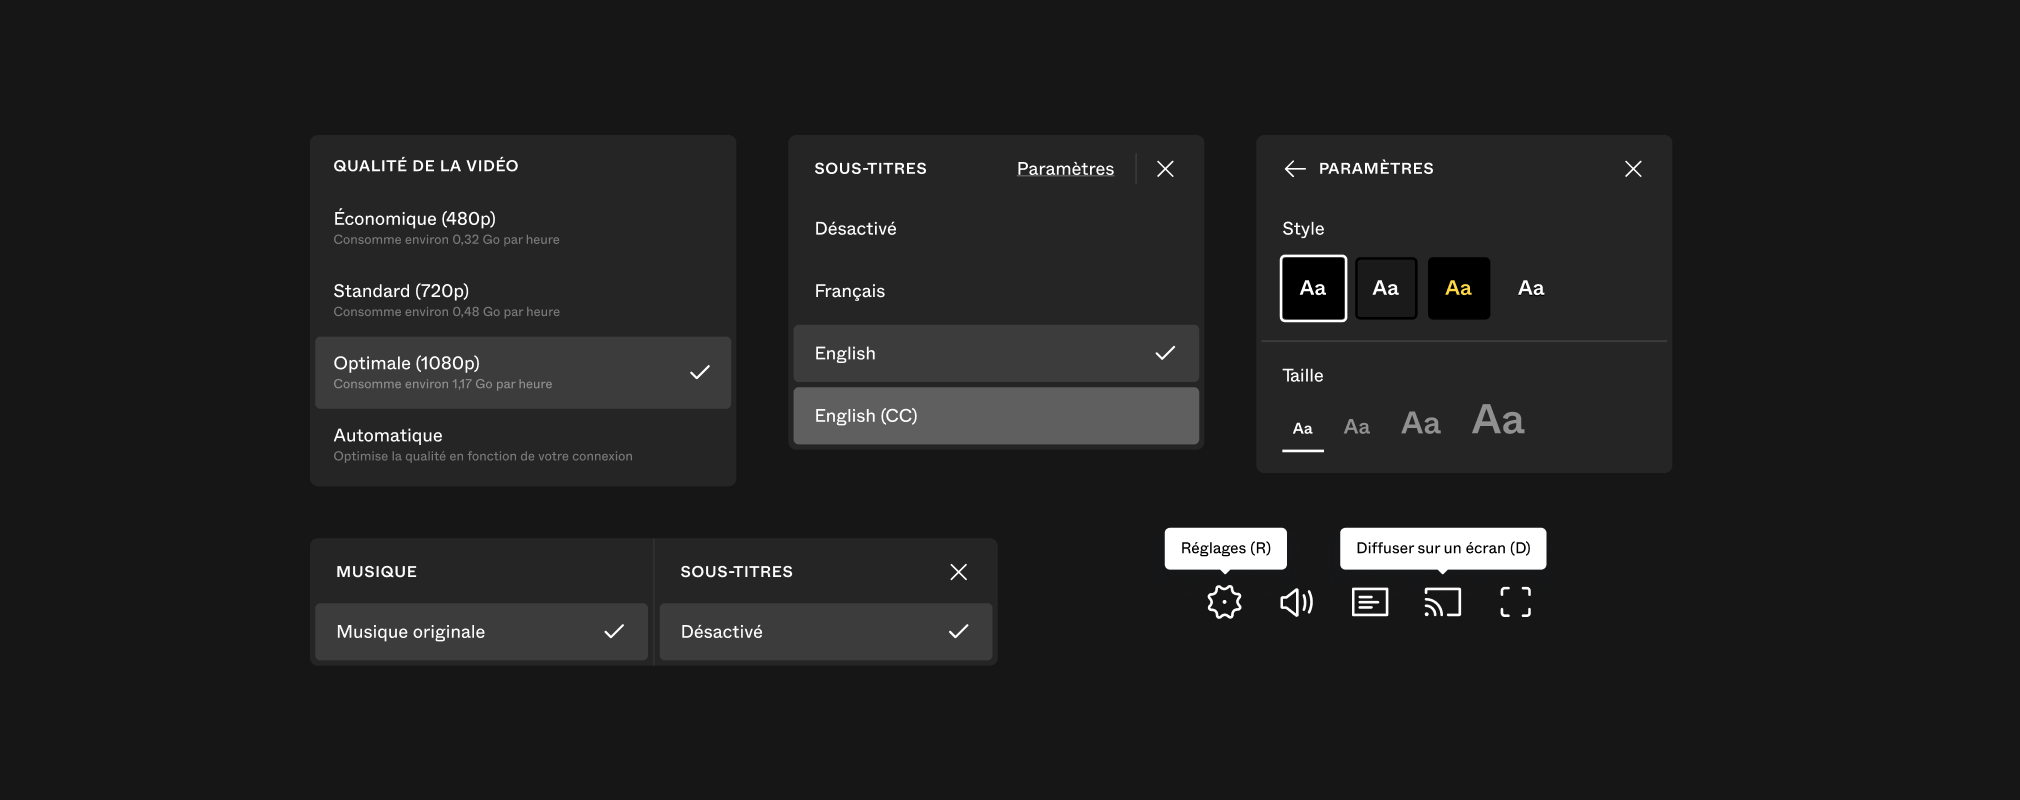 QUALITÉ DE LA VIDÉO
Économique (480p)
Consomme environ 0,32 Go par heure
Standard (720p)
Consomme environ 0,48 Go par heure
Optimale (1080p)
Consomme environ 1,17 Go par heure
Automatique
Optimise la qualité en fonction de votre connexion
SOUS-TITRES Paramètres
Désactivé
Français
English
English (CC)
PARAMÈTRES
Style
Aa Aa Aa Aa
Taille
Aa Aa Aa Aa
MUSIQUE
Musique originale
SOUS-TITRES
Désactivé
Réglages (R)
Diffuser sur un écran (D)